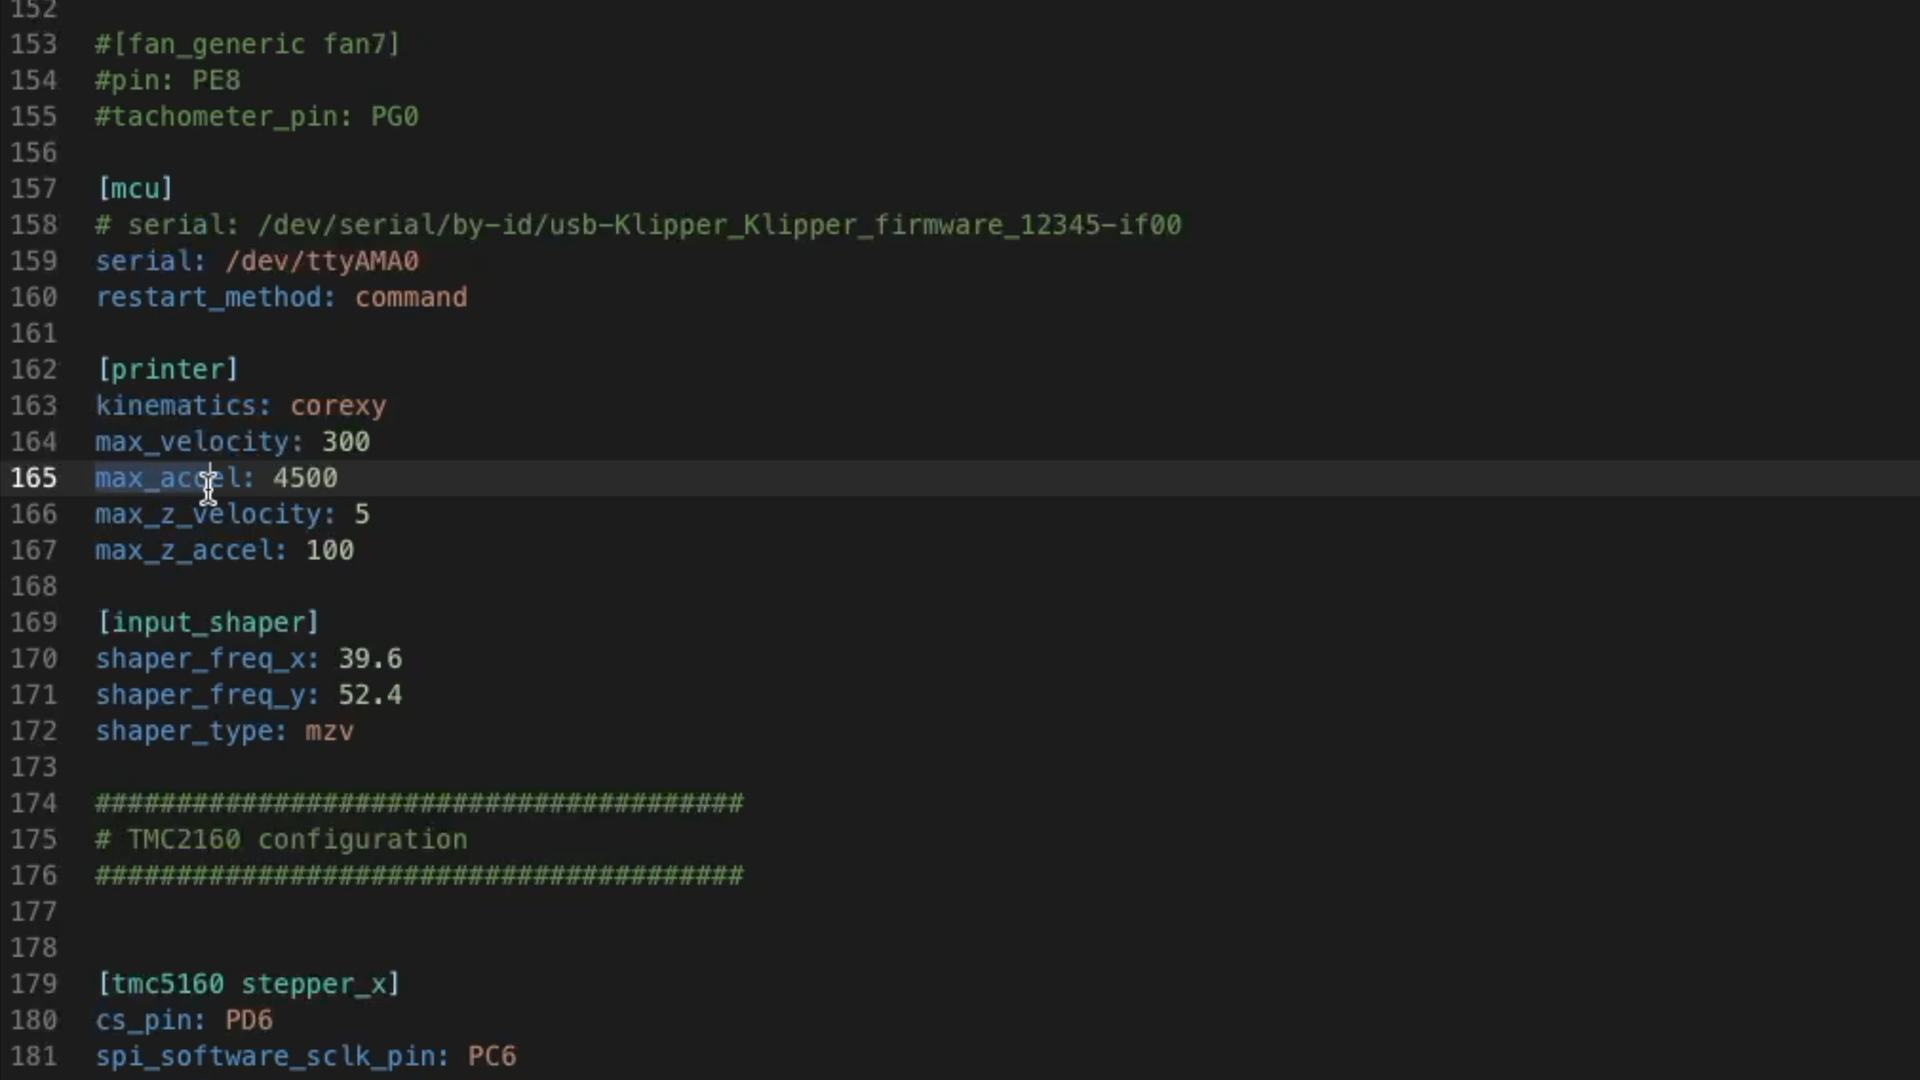 152
153 #[fan_generic fan7]
154 #pin: PE8
155 #tachometer_pin: PG0
156
157 [mcu]
158 # serial: /dev/serial/by-id/usb-Klipper_Klipper_firmware_12345-if00
159 serial: /dev/ttyAMA0
160 restart_method: command
161
162 [printer]
163 kinematics: corexy
164 max_velocity: 300
165 max_accel: 4500
166 max_z_velocity: 5
167 max_z_accel: 100
168
169 [input_shaper]
170 shaper_freq_x: 39.6
171 shaper_freq_y: 52.4
172 shaper_type: mzv
173
174 ########################################
175 # TMC2160 configuration
176 ########################################
177
178
179 [tmc5160 stepper_x]
180 cs_pin: PD6
181 spi_software_sclk_pin: PC6